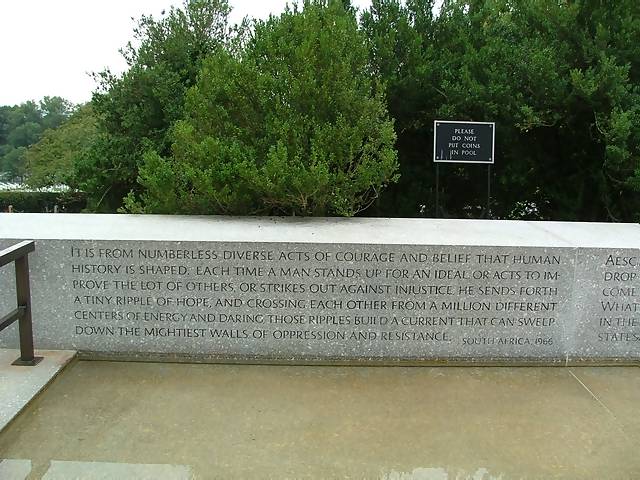 PLEASE
DO NOT
PUT COINS
IN POOL
IT IS FROM NUMBERLESS DIVERSE ACTS OF COURAGE AND BELIEF THAT HUMAN
HISTORY IS SHAPED. EACH TIME A MAN STANDS UP FOR AN IDEAL, OR ACTS TO IM-
PROVE THE LOT OF OTHERS, OR STRIKES OUT AGAINST INJUSTICE, HE SENDS FORTH
A TINY RIPPLE OF HOPE, AND CROSSING EACH OTHER FROM A MILLION DIFFERENT
CENTERS OF ENERGY AND DARING THOSE RIPPLES BUILD A CURRENT THAT CAN SWEEP
DOWN THE MIGHTIEST WALLS OF OPPRESSION AND RESISTANCE. SOUTH AFRICA, 1966
AESC
DROP
COME
WHAT
IN THE
STATES